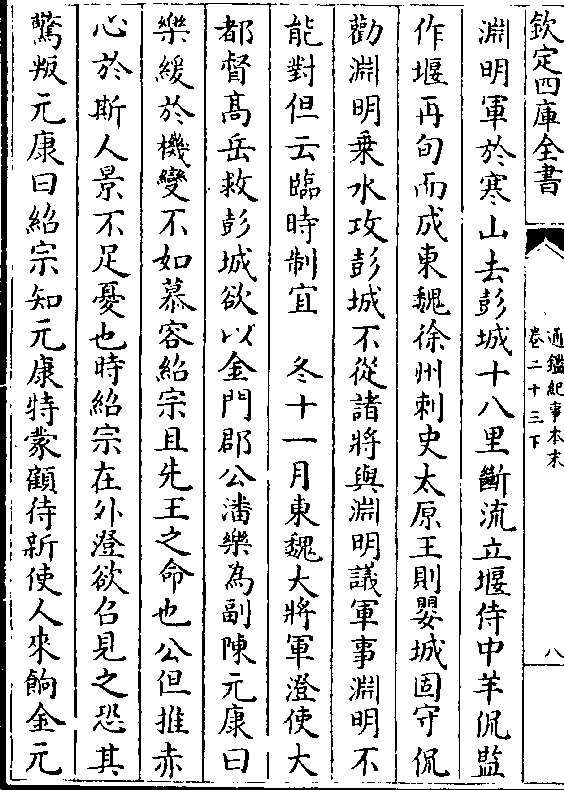 欽定四庫全書
通鑑紀事本末
卷二十三下
八
淵明軍於寒山去彭城十八里斷流立堰侍中羊侃監
作堰再旬而成東魏徐州刺史太原王則嬰城固守侃
勸淵明乗水攻彭城不從諸將與淵明議軍事淵明不
能對但云臨時制宜　冬十一月東魏大將軍澄使大
都督髙岳救彭城欲以金門郡公潘樂為副陳元康曰
樂緩於機變不如慕容紹宗且先王之命也公但推赤
心於斯人景不足憂也時紹宗在外澄欲召見之恐其
驚叛元康曰紹宗知元康特蒙顧待新使人來餉金元